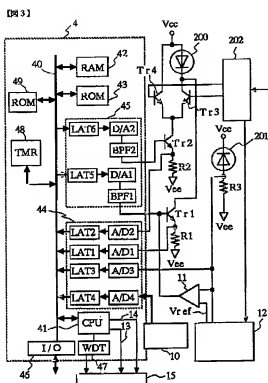 【図3】
4
40
Vcc
200
202
49
RAM
42
ROM
ROM
43
45
Tr4
Tr3
48
TMR
LAT6
D/A2
BPF2
Tr2
R2
Vee
Vcc
201
LAT5
D/A1
BPF1
Tr1
R3
Vee
44
LAT2
A/D2
LAT1
A/D1
R1
LAT3
A/D3
Vee
LAT4
A/D4
11
41
CPU
14
13
Vref
12
I/O
WDT
10
46
47
15